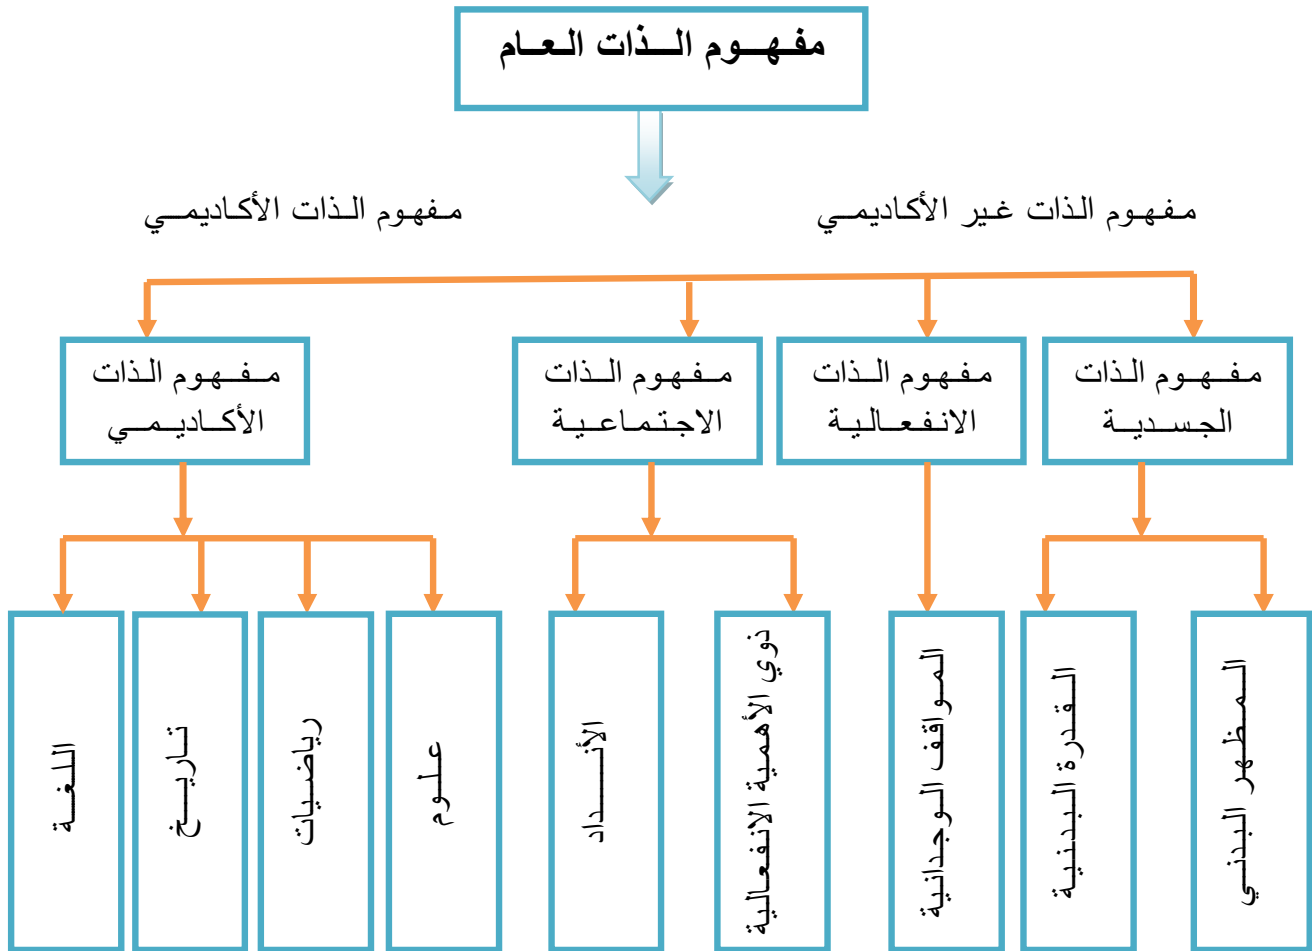 مفهوم الذات العام
مفهوم الذات غير الأكاديمي
مفهوم الذات الأكاديمي
مفهوم الذات
الجسدية
مفهوم الذات
الانفعالية
مفهوم الذات
الاجتماعية
مفهوم الذات
الأكاديمي
المظهر البدني
القدرة البدنية
المواقف الوجدانية
ذوي الأهمية الانفعالية
الأنداد
علوم
رياضيات
تاريخ
اللغة